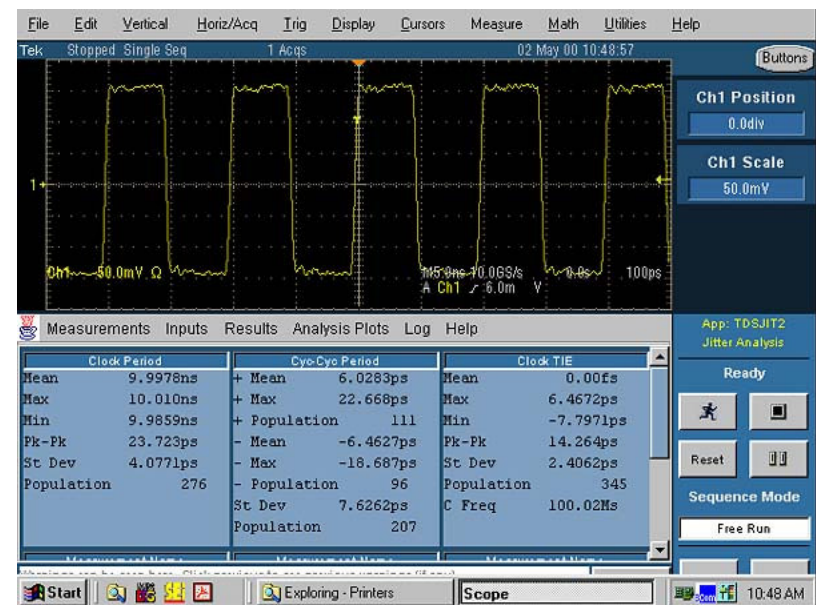 File Edit Vertical Horiz/Acq Trig Display Cursors Measure Math Utilities Help
Tek Stopped Single Seq 1 Acqs 02 May 00 10:48:57
Buttons
Ch1 Position
0.0div
Ch1 Scale
50.0mV
1
Ch1 50.0mV Ω
M5.0ns 10.0GS/s 0.0s 100ps
A Ch1 6.0m V
Measurements Inputs Results Analysis Plots Log Help
App: TDSJIT2
Jitter Analysis
Clock Period
Mean 9.9978ns
Max 10.010ns
Min 9.9859ns
Pk-Pk 23.723ps
St Dev 4.0771ps
Population 276
Cyc-Cyc Period
+ Mean 6.0283ps
+ Max 22.668ps
+ Population 111
- Mean -6.4627ps
- Max -18.687ps
- Population 96
St Dev 7.6262ps
Population 207
Clock TIE
Mean 0.00fs
Max 6.4672ps
Min -7.7971ps
Pk-Pk 14.264ps
St Dev 2.4062ps
Population 345
C Freq 100.02Ms
Ready
Reset
Sequence Mode
Free Run
Start Exploring - Printers Scope 10:48 AM